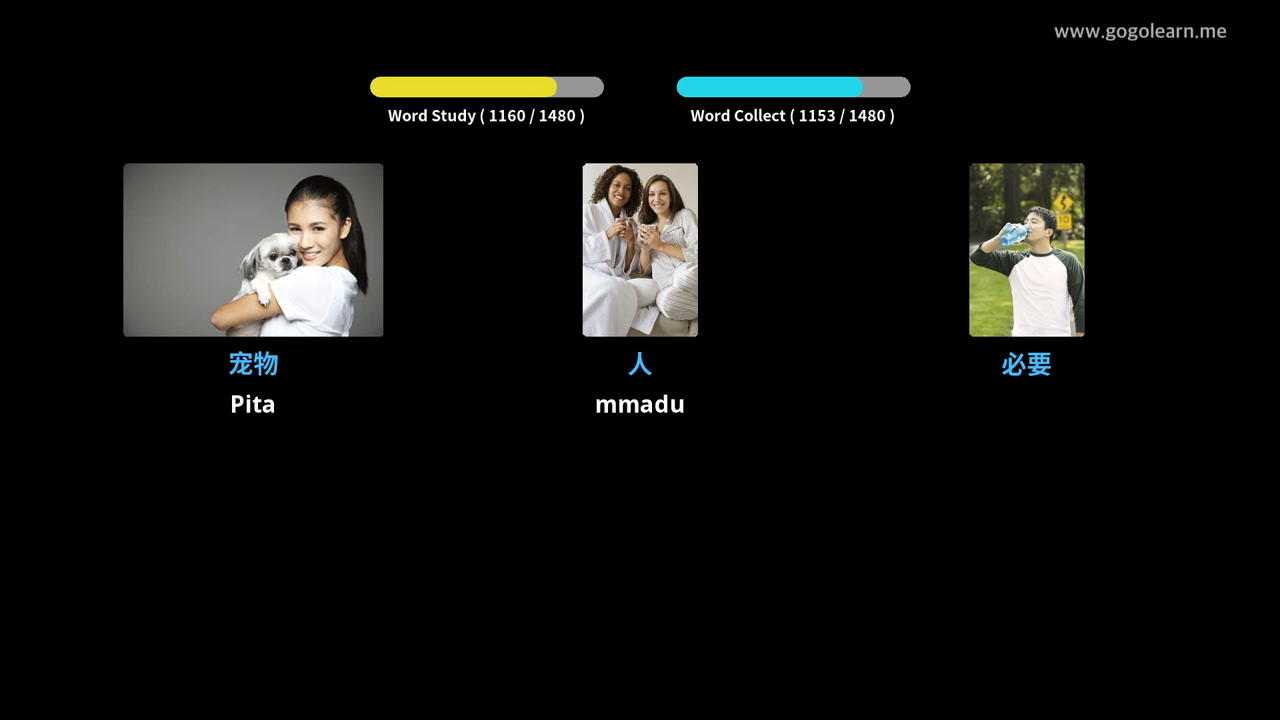 www.gogolearn.me
Word Study ( 1160 / 1480 )
Word Collect ( 1153 / 1480 )
宠物
人
必要
Pita
mmadu